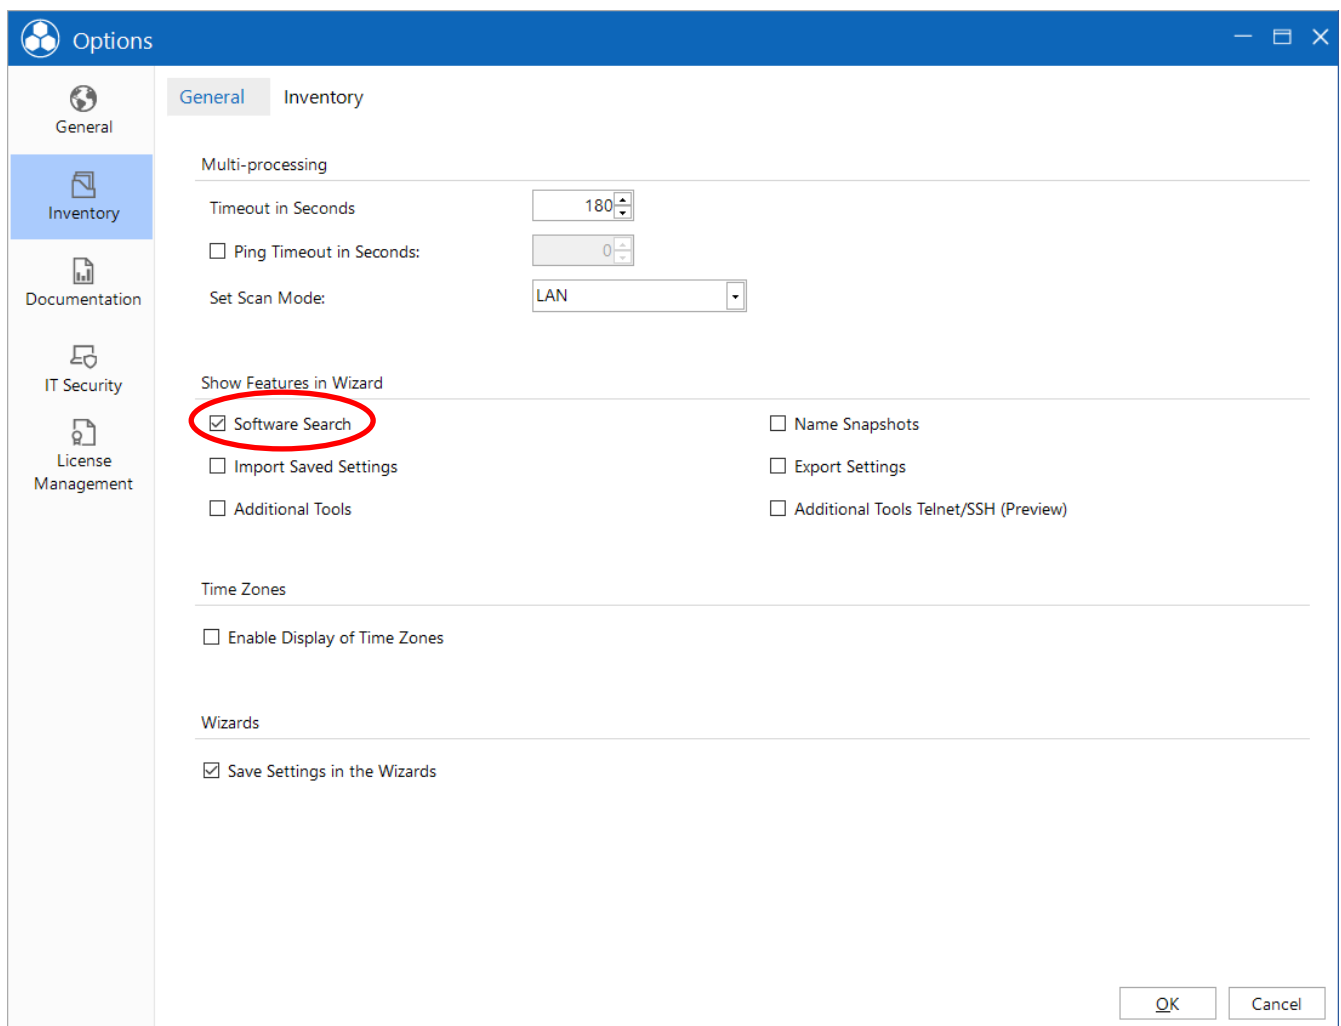 Options
General
Inventory
Documentation
IT Security
License
Management
General Inventory
Multi-processing
Timeout in Seconds 180
Ping Timeout in Seconds: 0
Set Scan Mode: LAN
Show Features in Wizard
Software Search Name Snapshots
Import Saved Settings Export Settings
Additional Tools Additional Tools Telnet/SSH (Preview)
Time Zones
Enable Display of Time Zones
Wizards
Save Settings in the Wizards
OK Cancel